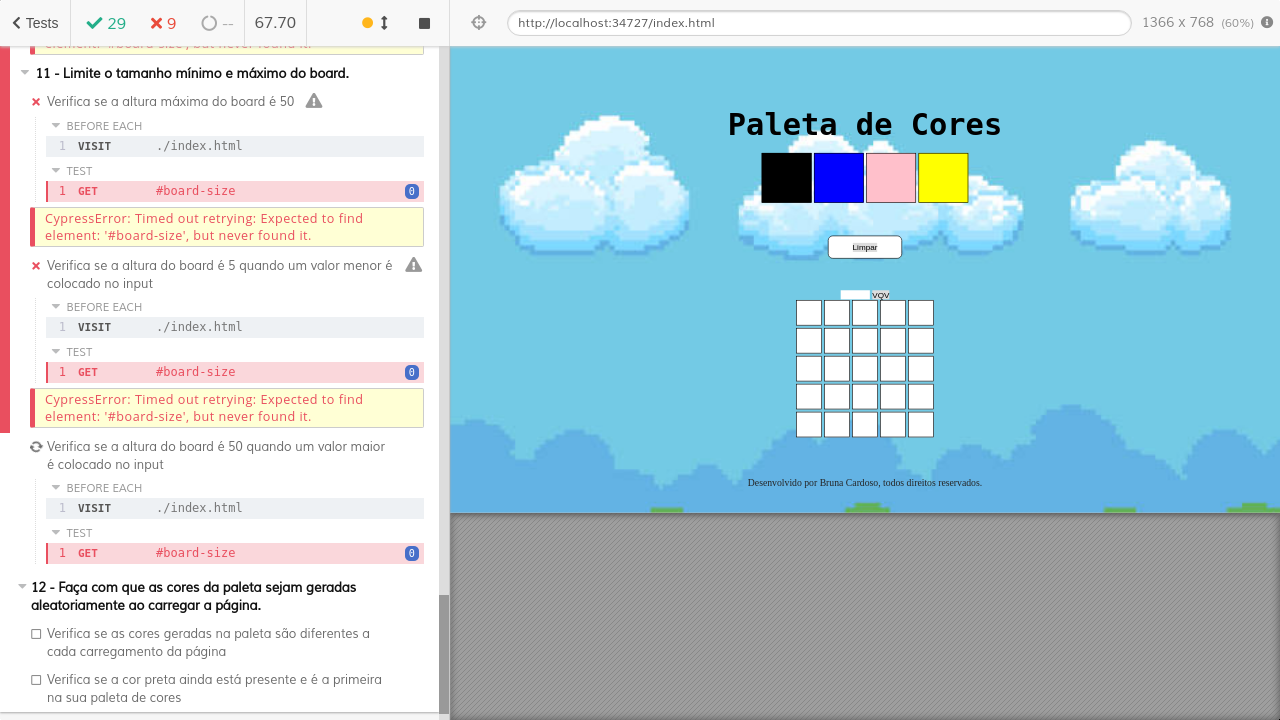 Tests
29
9
--
67.70
http://localhost:34727/index.html
1366 x 768 (60%)
element: '#board-size', but never found it.
11 - Limite o tamanho mínimo e máximo do board.
Verifica se a altura máxima do board é 50
BEFORE EACH
1 VISIT ./index.html
TEST
1 GET #board-size 0
CypressError: Timed out retrying: Expected to find
element: '#board-size', but never found it.
Verifica se a altura do board é 5 quando um valor menor é
colocado no input
BEFORE EACH
1 VISIT ./index.html
TEST
1 GET #board-size 0
CypressError: Timed out retrying: Expected to find
element: '#board-size', but never found it.
Verifica se a altura do board é 50 quando um valor maior
é colocado no input
BEFORE EACH
1 VISIT ./index.html
TEST
1 GET #board-size 0
12 - Faça com que as cores da paleta sejam geradas
aleatoriamente ao carregar a página.
Verifica se as cores geradas na paleta são diferentes a
cada carregamento da página
Verifica se a cor preta ainda está presente e é a primeira
na sua paleta de cores
Paleta de Cores
Limpar
VQV
Desenvolvido por Bruna Cardoso, todos direitos reservados.